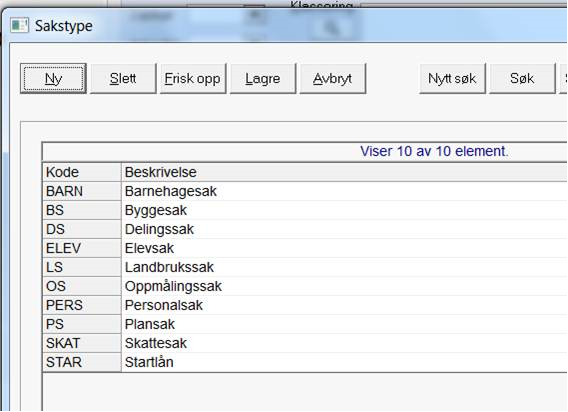 Klassering
Sakstype
Ny Slett Frisk opp Lagre Avbryt Nytt søk Søk
Viser 10 av 10 element.
Kode Beskrivelse
BARN Barnehagesak
BS Byggesak
DS Delingssak
ELEV Elevsak
LS Landbrukssak
OS Oppmålingssak
PERS Personalsak
PS Plansak
SKAT Skattesak
STAR Startlån